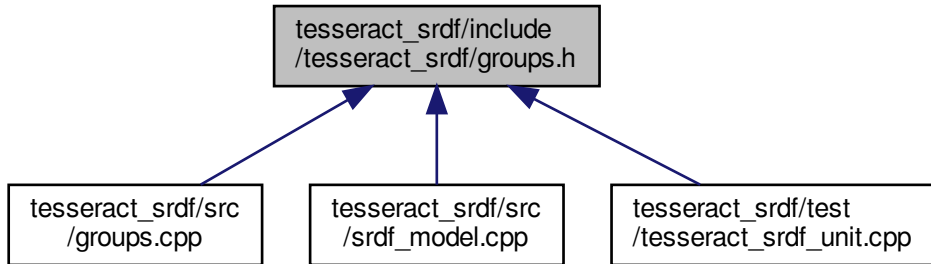 tesseract_srdf/include
/tesseract_srdf/groups.h
tesseract_srdf/src
/groups.cpp
tesseract_srdf/src
/srdf_model.cpp
tesseract_srdf/test
/tesseract_srdf_unit.cpp